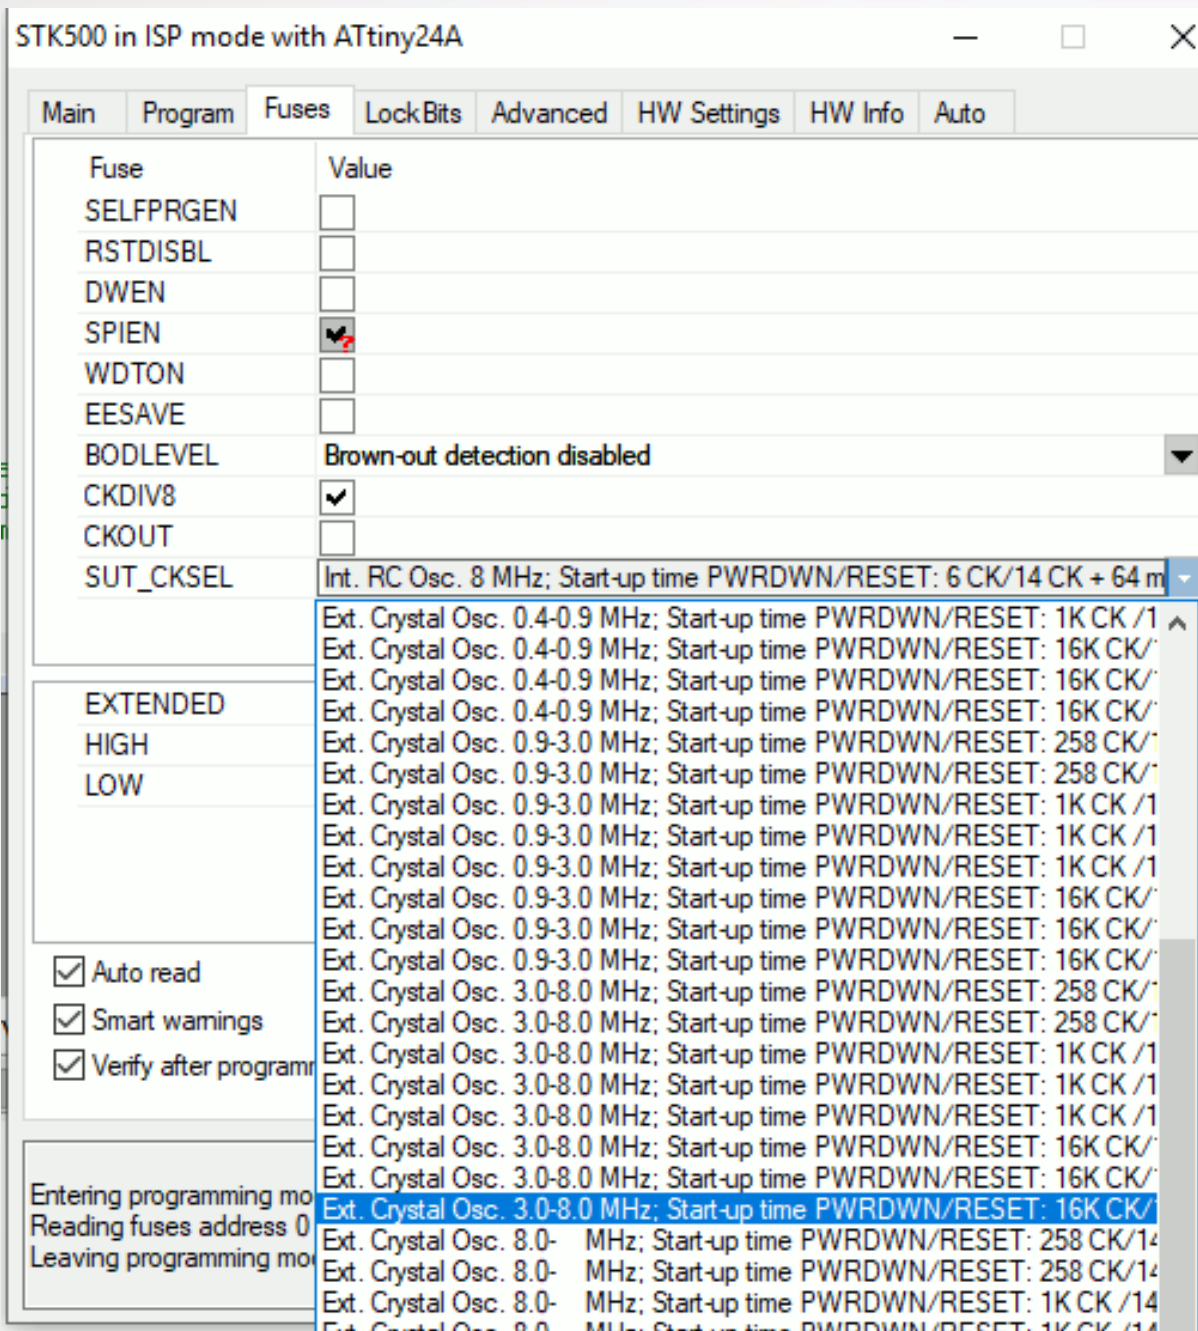 STK500 in ISP mode with ATtiny24A
Main Program Fuses LockBits Advanced HW Settings HW Info Auto
Fuse Value
SELFPRGEN
RSTDISBL
DWEN
SPIEN ?
WDTON
EESAVE
BODLEVEL Brown-out detection disabled
CKDIV8
CKOUT
SUT_CKSEL Int. RC Osc. 8 MHz; Start-up time PWRDWN/RESET: 6 CK/14 CK + 64 m
Ext. Crystal Osc. 0.4-0.9 MHz; Start-up time PWRDWN/RESET: 1K CK /1
Ext. Crystal Osc. 0.4-0.9 MHz; Start-up time PWRDWN/RESET: 16K CK/
Ext. Crystal Osc. 0.4-0.9 MHz; Start-up time PWRDWN/RESET: 16K CK/
Ext. Crystal Osc. 0.4-0.9 MHz; Start-up time PWRDWN/RESET: 16K CK/
Ext. Crystal Osc. 0.9-3.0 MHz; Start-up time PWRDWN/RESET: 258 CK/1
Ext. Crystal Osc. 0.9-3.0 MHz; Start-up time PWRDWN/RESET: 258 CK/1
Ext. Crystal Osc. 0.9-3.0 MHz; Start-up time PWRDWN/RESET: 1K CK /1
Ext. Crystal Osc. 0.9-3.0 MHz; Start-up time PWRDWN/RESET: 1K CK /1
Ext. Crystal Osc. 0.9-3.0 MHz; Start-up time PWRDWN/RESET: 1K CK /1
Ext. Crystal Osc. 0.9-3.0 MHz; Start-up time PWRDWN/RESET: 16K CK/
Ext. Crystal Osc. 0.9-3.0 MHz; Start-up time PWRDWN/RESET: 16K CK/
Ext. Crystal Osc. 0.9-3.0 MHz; Start-up time PWRDWN/RESET: 16K CK/
Ext. Crystal Osc. 3.0-8.0 MHz; Start-up time PWRDWN/RESET: 258 CK/1
Ext. Crystal Osc. 3.0-8.0 MHz; Start-up time PWRDWN/RESET: 258 CK/1
Ext. Crystal Osc. 3.0-8.0 MHz; Start-up time PWRDWN/RESET: 1K CK /1
Ext. Crystal Osc. 3.0-8.0 MHz; Start-up time PWRDWN/RESET: 1K CK /1
Ext. Crystal Osc. 3.0-8.0 MHz; Start-up time PWRDWN/RESET: 1K CK /1
Ext. Crystal Osc. 3.0-8.0 MHz; Start-up time PWRDWN/RESET: 16K CK/
Ext. Crystal Osc. 3.0-8.0 MHz; Start-up time PWRDWN/RESET: 16K CK/
Ext. Crystal Osc. 3.0-8.0 MHz; Start-up time PWRDWN/RESET: 16K CK/
Ext. Crystal Osc. 8.0- MHz; Start-up time PWRDWN/RESET: 258 CK/14
Ext. Crystal Osc. 8.0- MHz; Start-up time PWRDWN/RESET: 258 CK/14
Ext. Crystal Osc. 8.0- MHz; Start-up time PWRDWN/RESET: 1K CK /14
Ext. Crystal Osc. 8.0- MHz; Start-up time PWRDWN/RESET: 1K CK /14
EXTENDED
HIGH
LOW
Auto read
Smart warnings
Verify after programm
Entering programming mo
Reading fuses address 0
Leaving programming mo